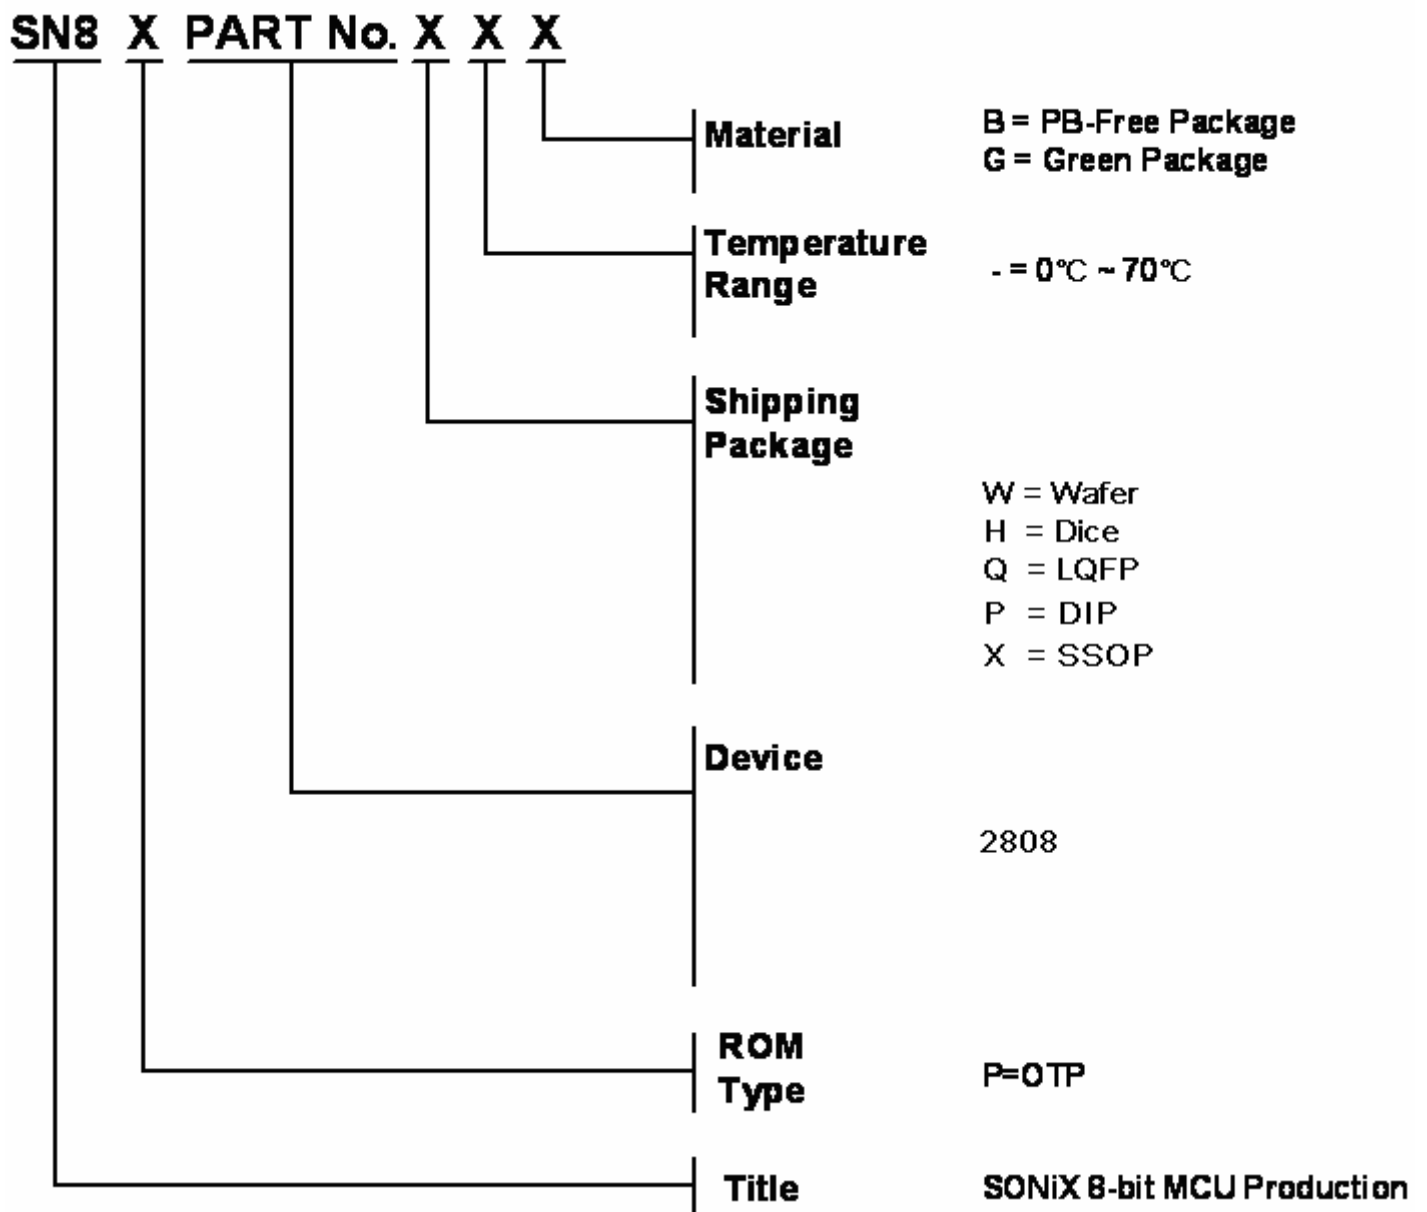 SN8 X PART No. X X X
Material
B = PB-Free Package
G = Green Package
Temperature
Range
- = 0℃ ~ 70℃
Shipping
Package
W = Wafer
H = Dice
Q = LQFP
P = DIP
X = SSOP
Device
2808
ROM
Type
P=OTP
Title
SONiX 8-bit MCU Production